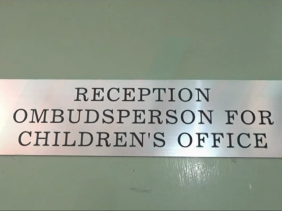 RECEPTION
OMBUDSPERSON FOR
CHILDREN'S OFFICE